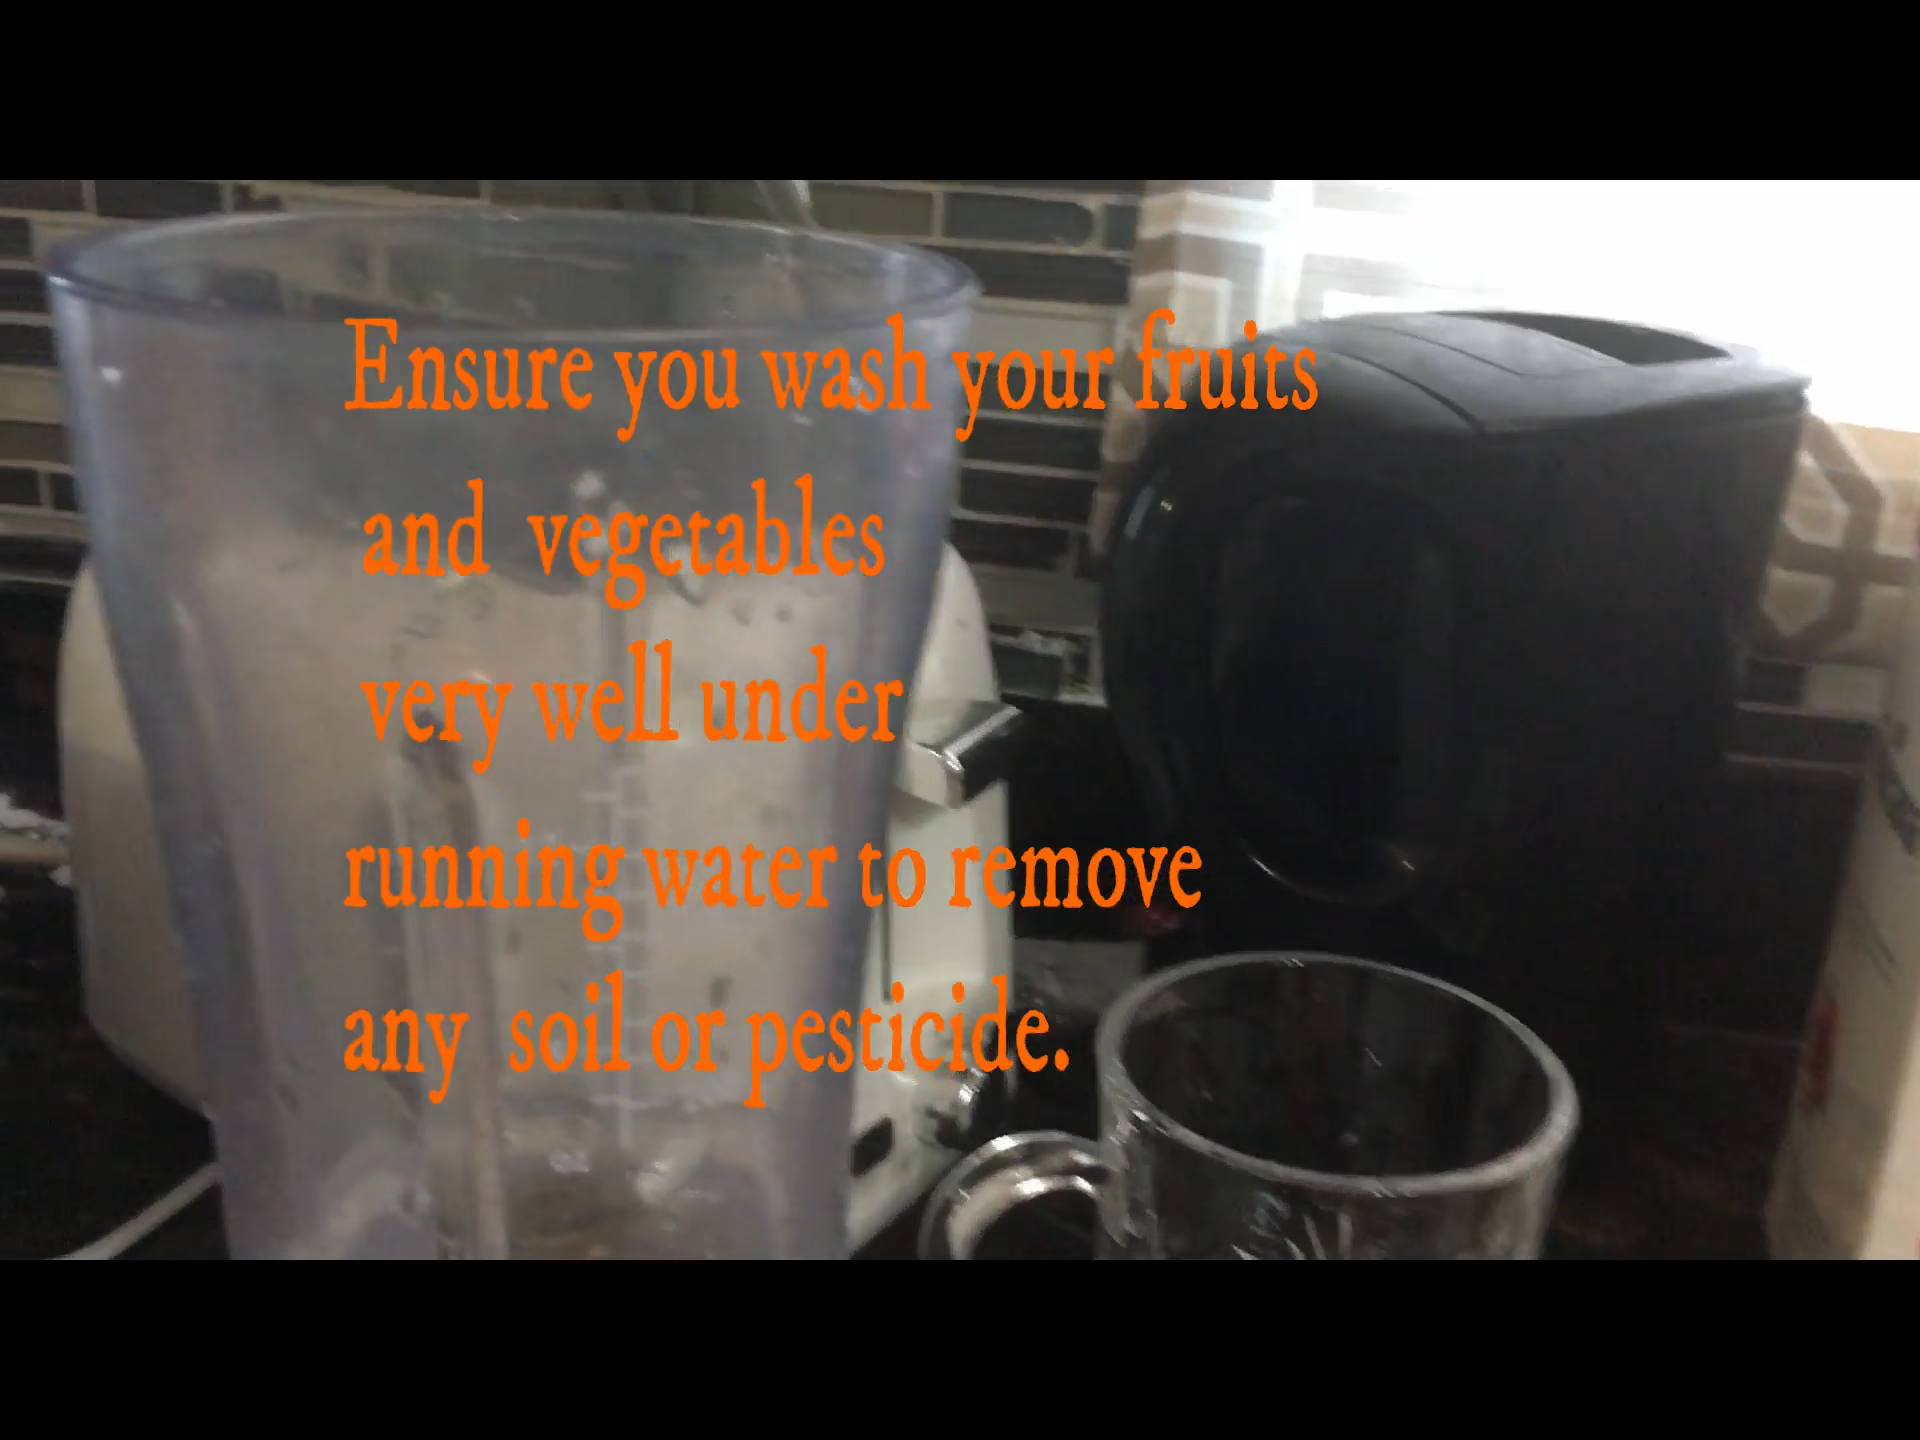 Ensure you wash your fruits
and vegetables
very well under
running water to remove
any soil or pesticide.